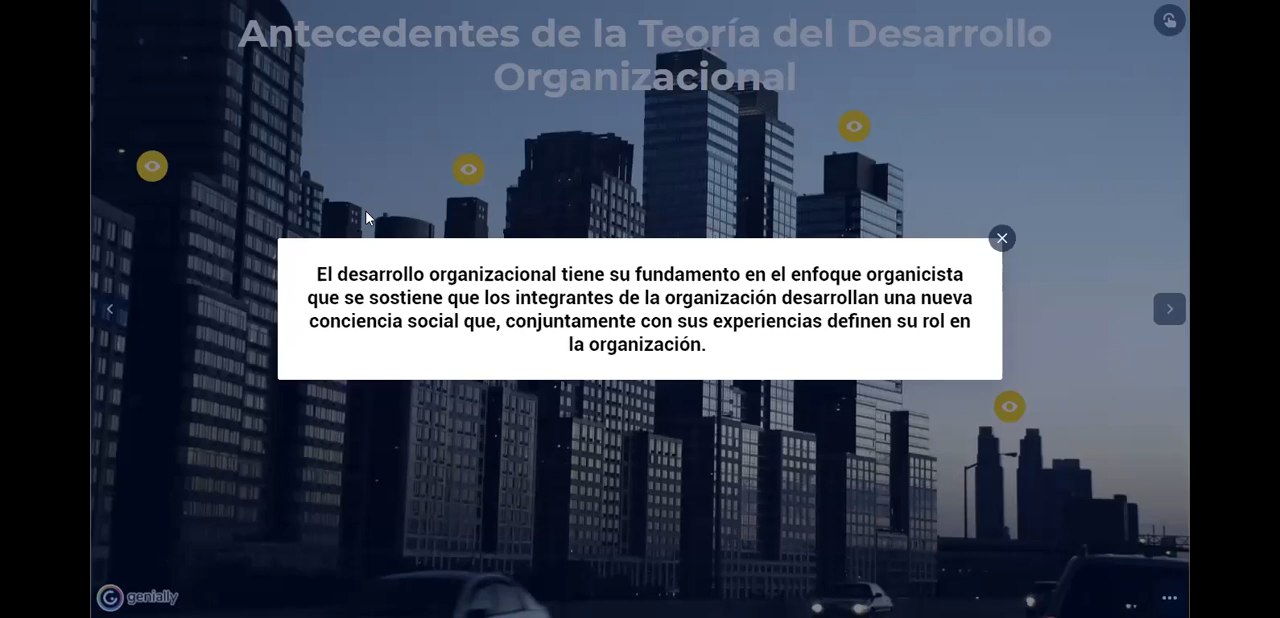 Antecedentes de la Teoría del Desarrollo
Organizacional
El desarrollo organizacional tiene su fundamento en el enfoque organicista
que se sostiene que los integrantes de la organización desarrollan una nueva
conciencia social que, conjuntamente con sus experiencias definen su rol en
la organización.
genially